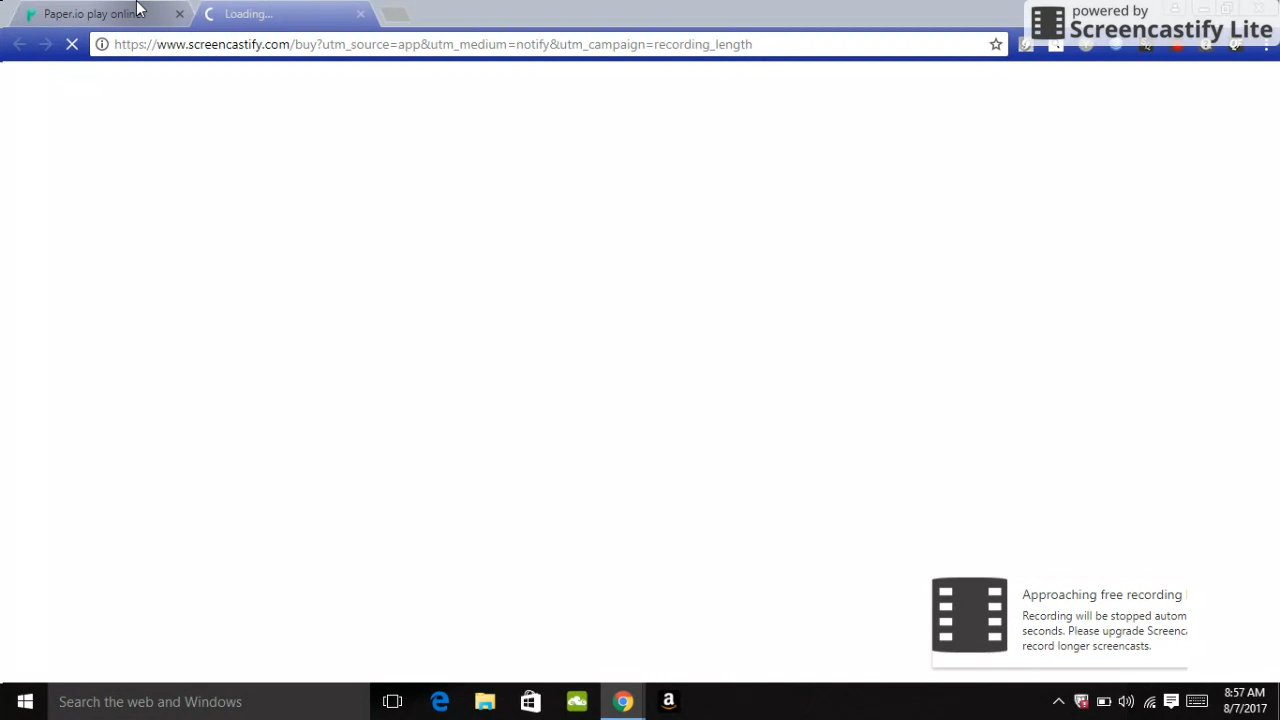 Paper.io play online
Loading...
powered by
Screencastify Lite
https://www.screencastify.com/buy?utm_source=app&utm_medium=notify&utm_campaign=recording_length
Approaching free recording
Recording will be stopped autom
seconds. Please upgrade Screenca
record longer screencasts.
Search the web and Windows
a
8:57 AM
8/7/2017